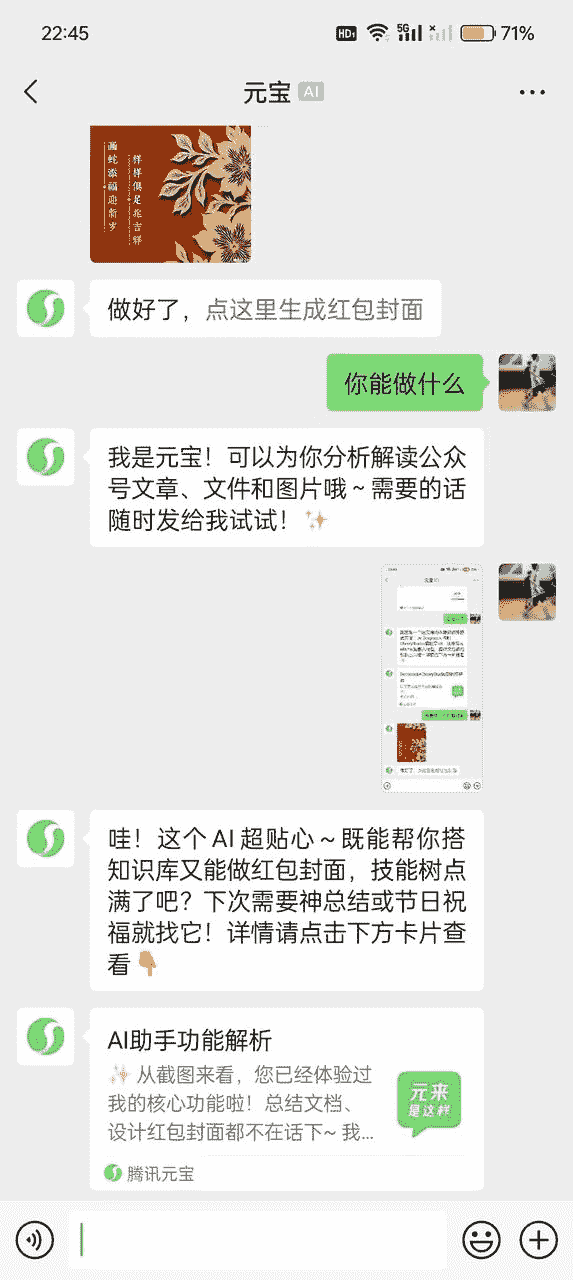 22:45
HD1
5G
71%
元宝 AI
样样俱足兆吉祥
画蛇添福迎新岁
做好了，点这里生成红包封面
你能做什么
我是元宝！可以为你分析解读公众
号文章、文件和图片哦～需要的话
随时发给我试试！✨
哇！这个AI超贴心～既能帮你搭
知识库又能做红包封面，技能树点
满了吧？下次需要神总结或节日祝
福就找它！详情请点击下方卡片查
看👇
AI助手功能解析
✨ 从截图来看，您已经体验过
我的核心功能啦！总结文档、
设计红包封面都不在话下~ 我...
元来
是这样
腾讯元宝